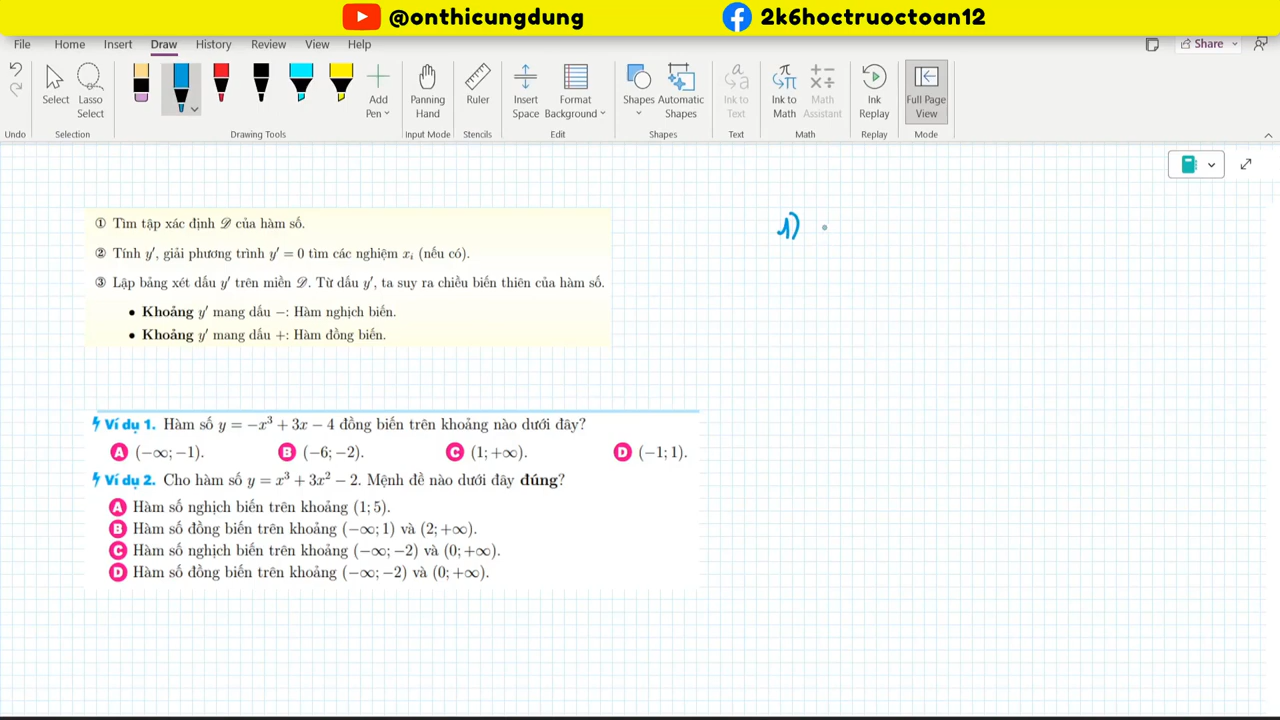 @onthicungdung 2k6hoctructoan12
File Home Insert Draw History Review View Help Share
Select Lasso Select Add Pen Panning Hand Ruler Insert Space Format Background Shapes Automatic Shapes Ink to Text Ink to Math Math Assistant Ink Replay Full Page View
Undo Selection Drawing Tools Input Mode Stencils Edit Shapes Text Math Replay Mode
① Tìm tập xác định 𝒟 của hàm số.
② Tính y′, giải phương trình y′ = 0 tìm các nghiệm xᵢ (nếu có).
③ Lập bảng xét dấu y′ trên miền 𝒟. Từ dấu y′, ta suy ra chiều biến thiên của hàm số.
• Khoảng y′ mang dấu −: Hàm nghịch biến.
• Khoảng y′ mang dấu +: Hàm đồng biến.
1)
Ví dụ 1. Hàm số y = −x³ + 3x − 4 đồng biến trên khoảng nào dưới đây?
A (−∞; −1). B (−6; −2). C (1; +∞). D (−1; 1).
Ví dụ 2. Cho hàm số y = x³ + 3x² − 2. Mệnh đề nào dưới đây đúng?
A Hàm số nghịch biến trên khoảng (1; 5).
B Hàm số đồng biến trên khoảng (−∞; 1) và (2; +∞).
C Hàm số nghịch biến trên khoảng (−∞; −2) và (0; +∞).
D Hàm số đồng biến trên khoảng (−∞; −2) và (0; +∞).